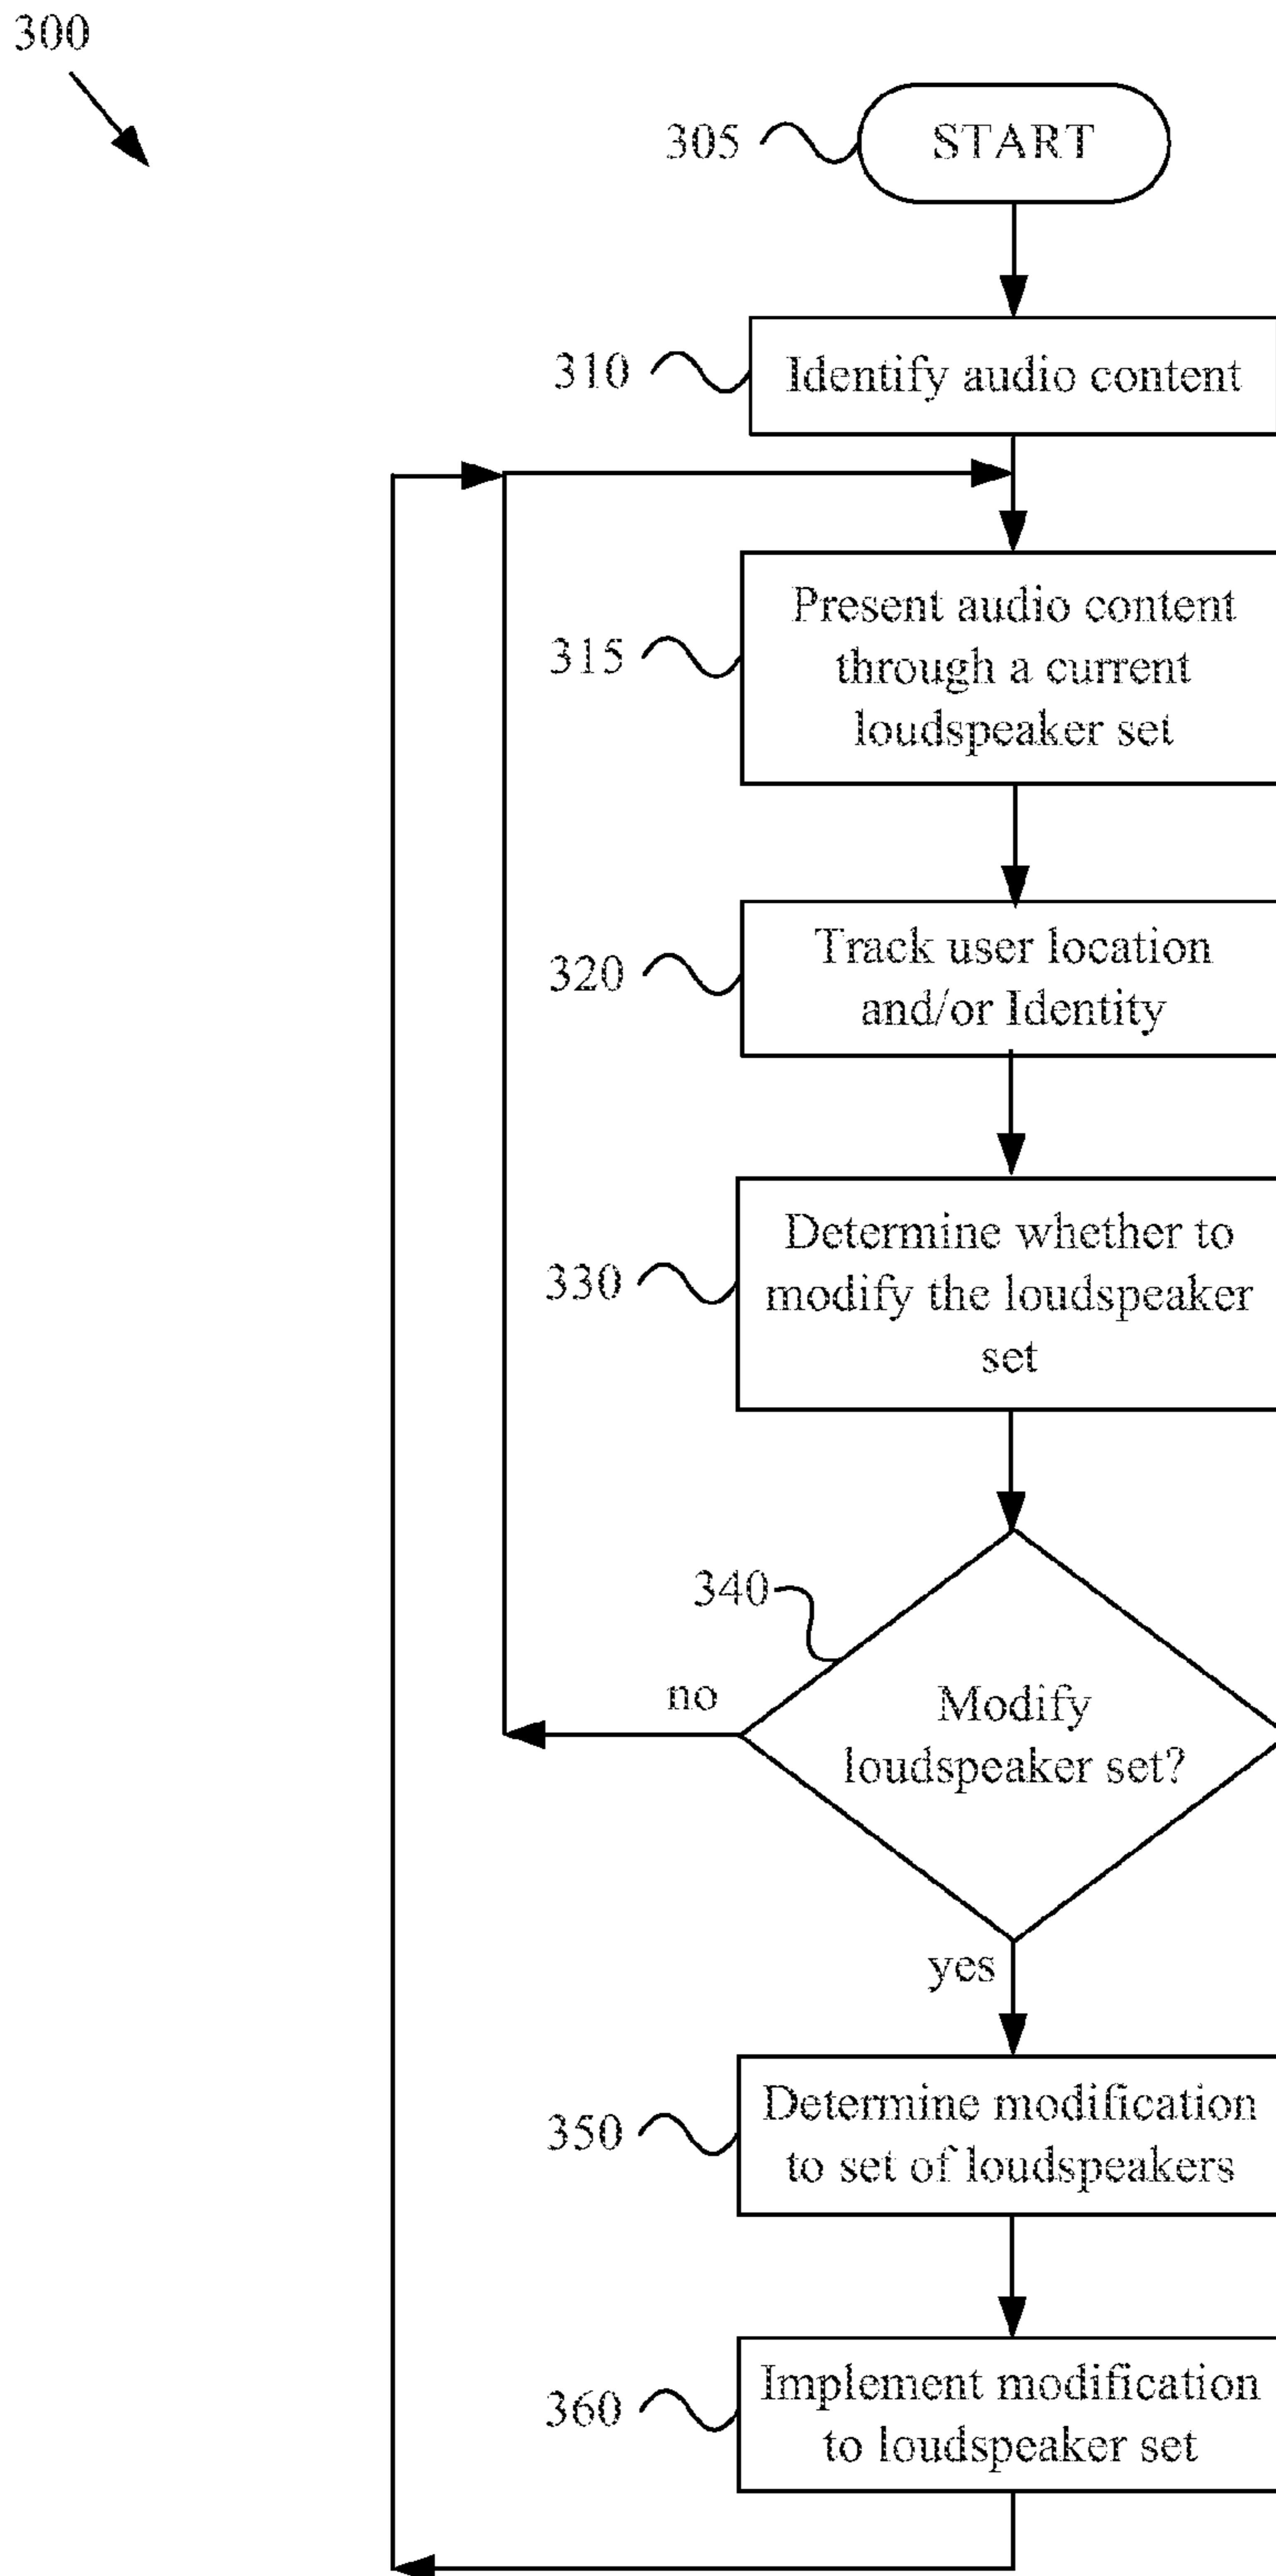 300
305
START
310
Identify audio content
315
Present audio content
through a current
loudspeaker set
320
Track user location
and/or Identity
330
Determine whether to
modify the loudspeaker
set
340
no
Modify
loudspeaker set?
yes
350
Determine modification
to set of loudspeakers
360
Implement modification
to loudspeaker set